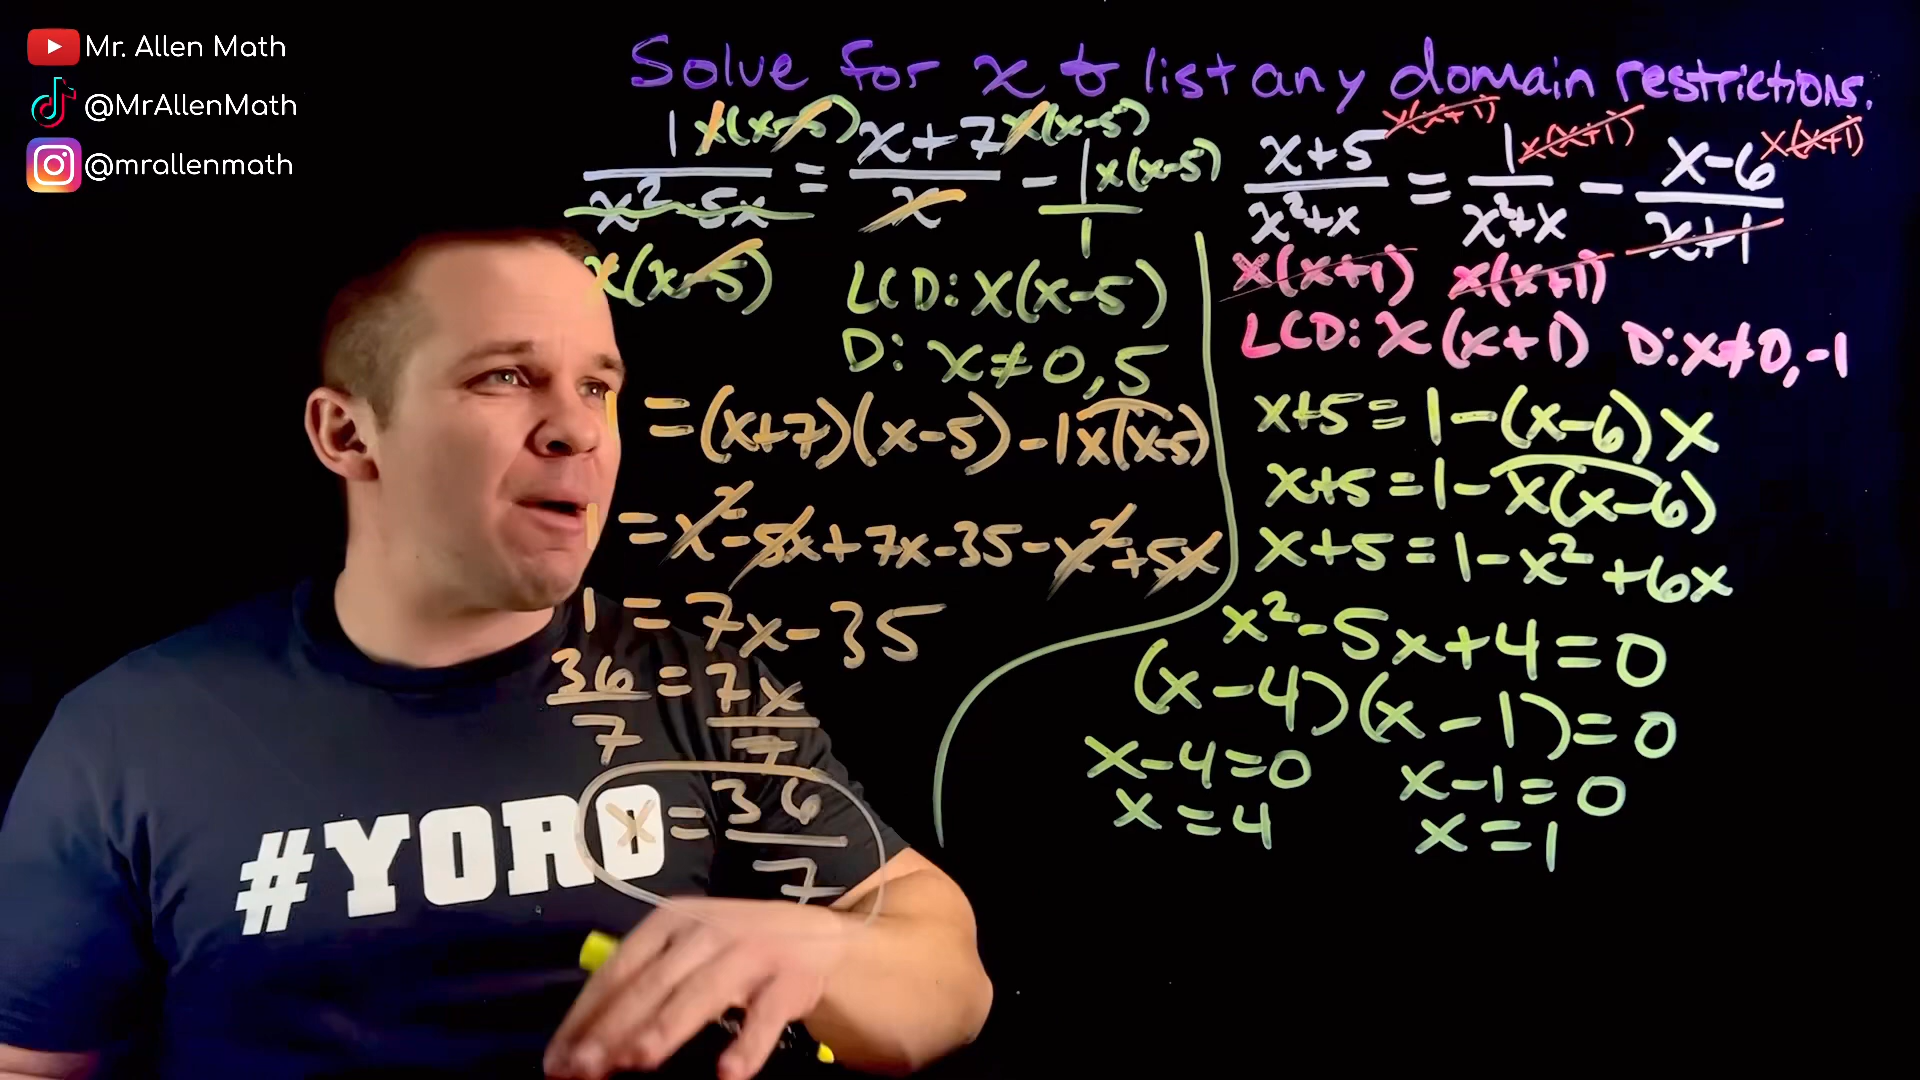 Mr. Allen Math
@MrAllenMath
@mrallenmath
Solve for x & list any domain restrictions.
1 x(x-5) / x²-5x = x+7 x(x-5) / x - 1 x(x-5) / 1
x(x-5)
LCD: x(x-5)
D: x≠0,5
1 = (x+7)(x-5)-1x(x-5)
1 = x²-5x+7x-35-x²+5x
1 = 7x-35
36/7 = 7x/7
x = 36/7
x+5 x(x+1) / x²+x = 1 x(x+1) / x²+x - x-6 x(x+1) / x+1
x(x+1) x(x+1)
LCD: x(x+1) D: x≠0,-1
x+5 = 1-(x-6)x
x+5 = 1-x(x-6)
x+5 = 1-x²+6x
x²-5x+4=0
(x-4)(x-1)=0
x-4=0 x-1=0
x=4 x=1
#YORO